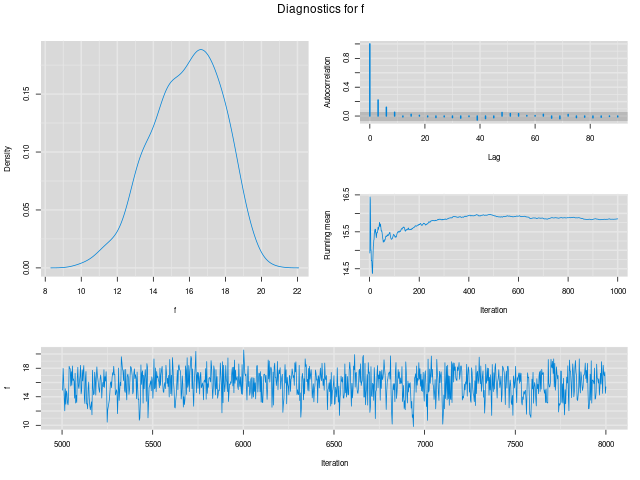 Diagnostics for f
Density
0.00 0.05 0.10 0.15
8 10 12 14 16 18 20 22
f
Autocorrelation
0.0 0.4 0.8
0 20 40 60 80
Lag
Running mean
14.5 15.5 16.5
0 200 400 600 800 1000
Iteration
f
10 14 18
5000 5500 6000 6500 7000 7500 8000
Iteration